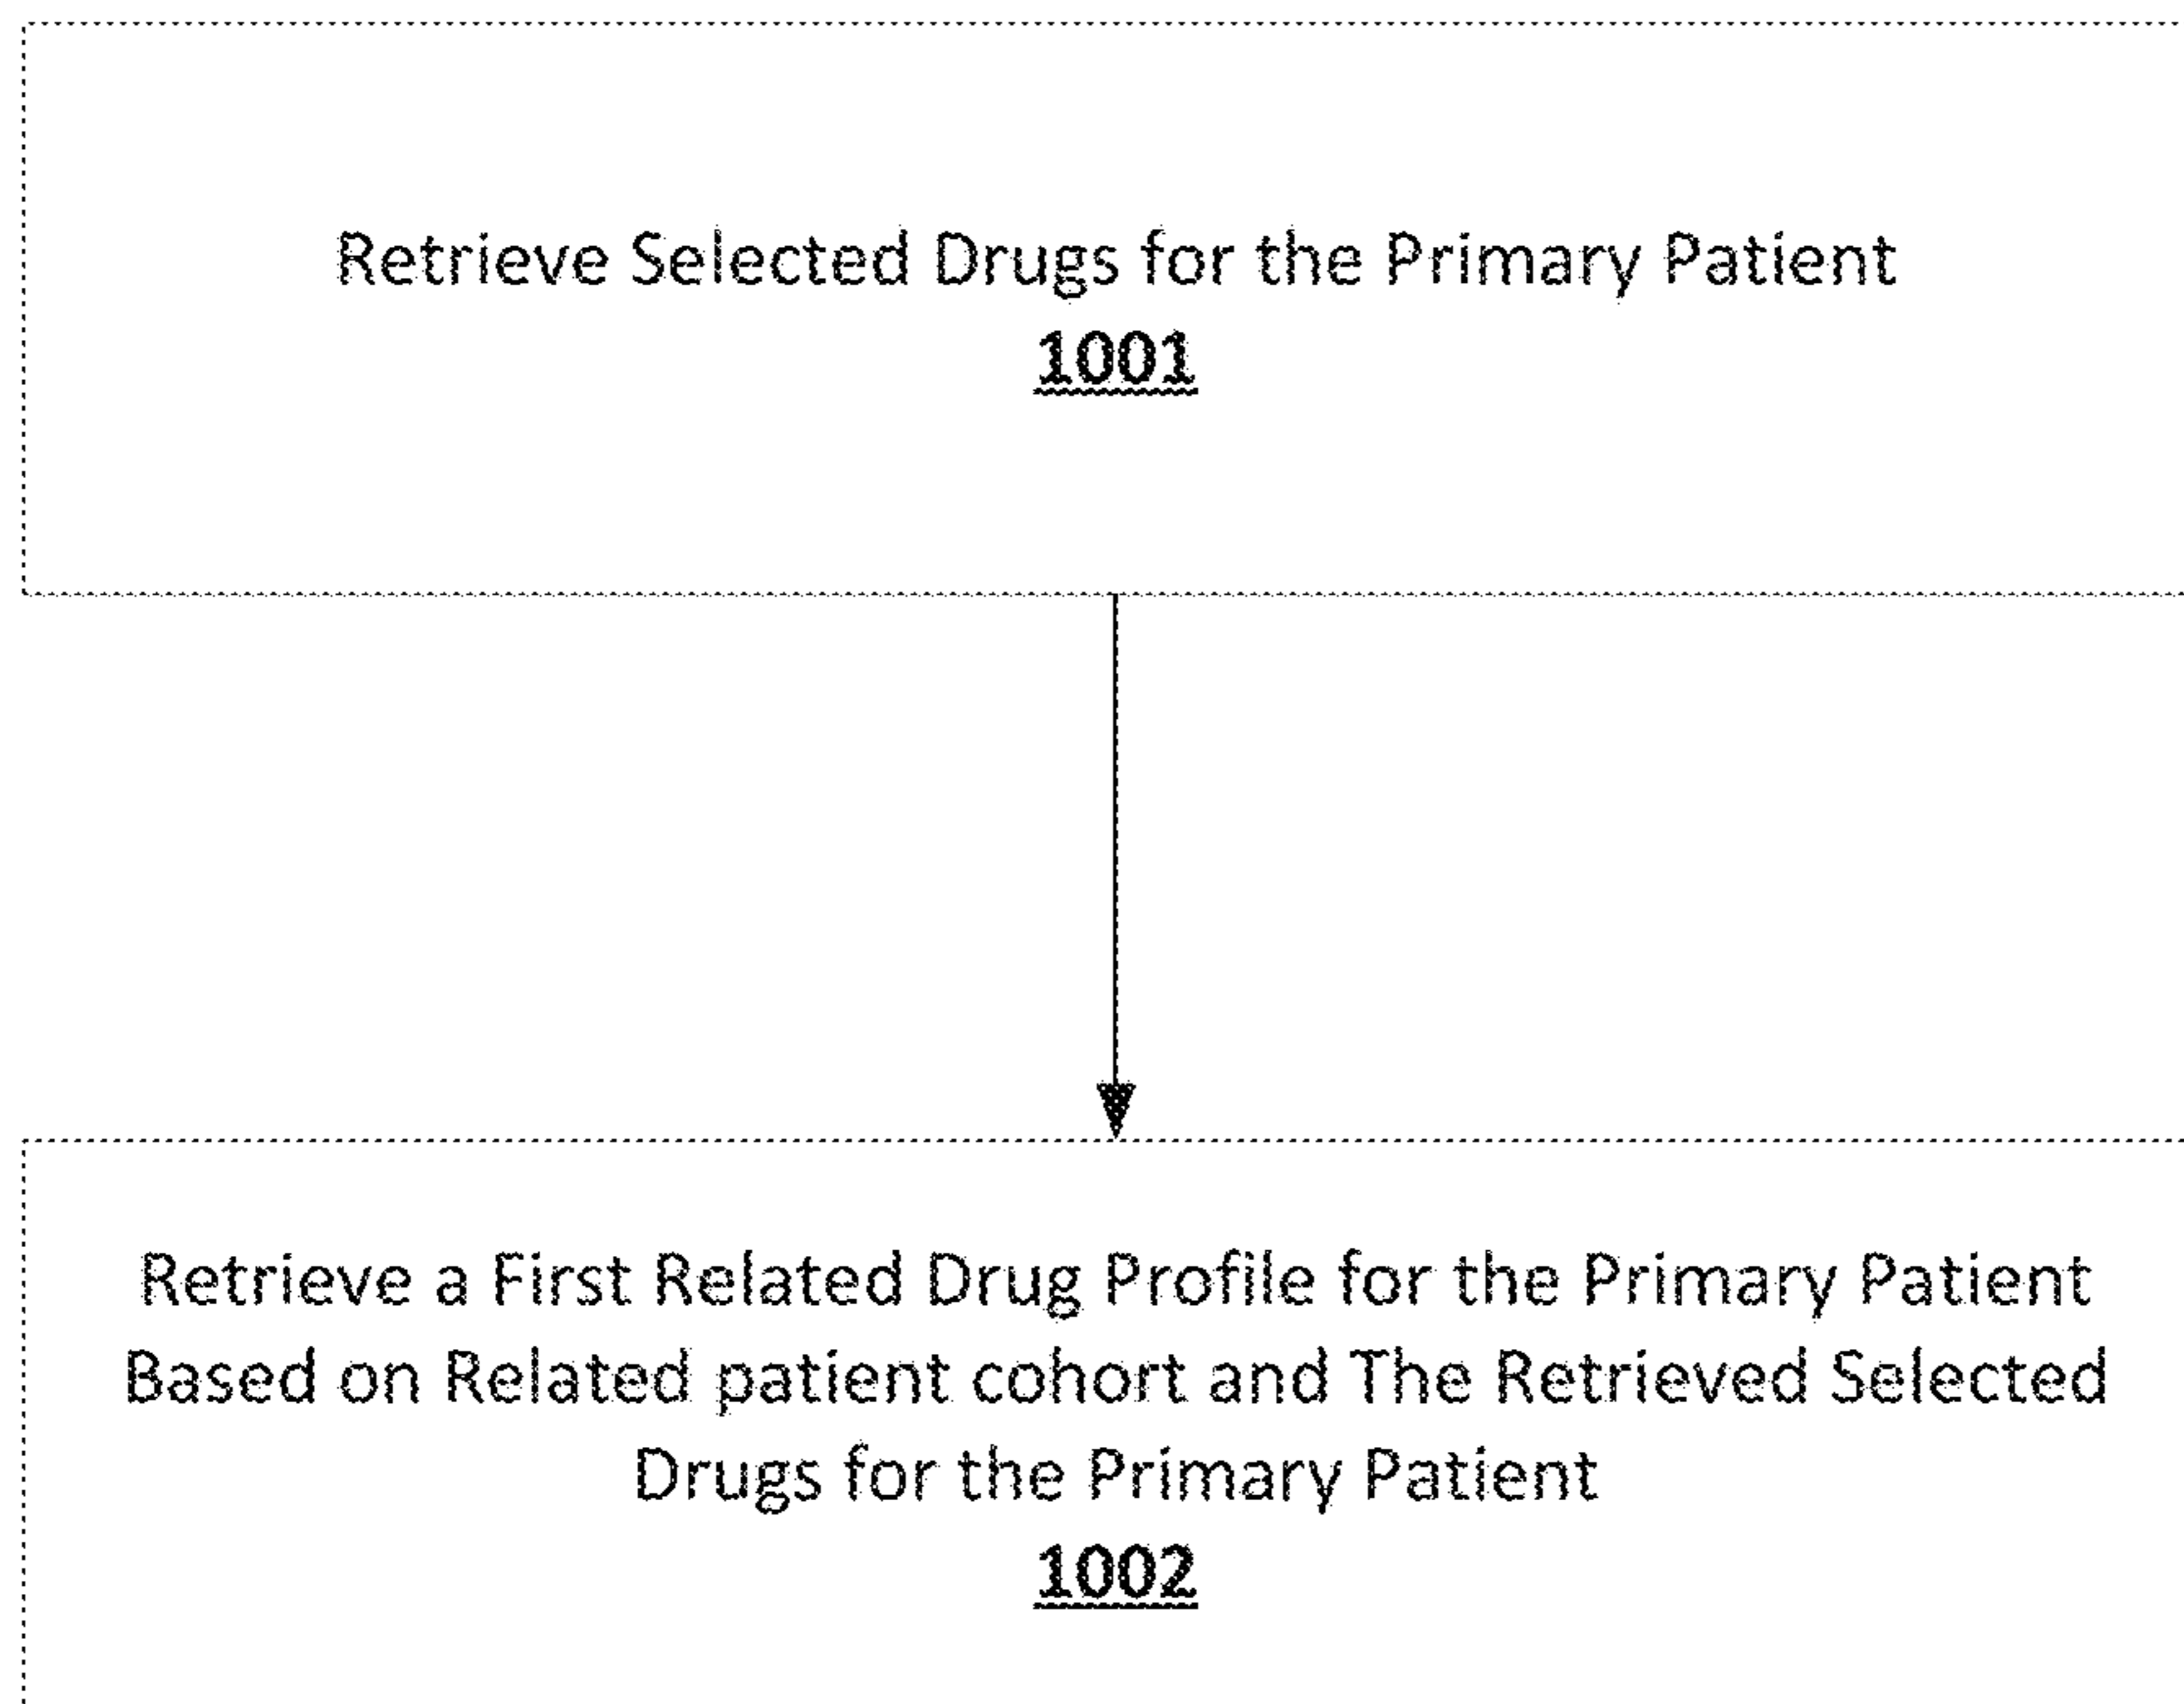 Retrieve Selected Drugs for the Primary Patient
1001
Retrieve a First Related Drug Profile for the Primary Patient
Based on Related patient cohort and The Retrieved Selected
Drugs for the Primary Patient
1002